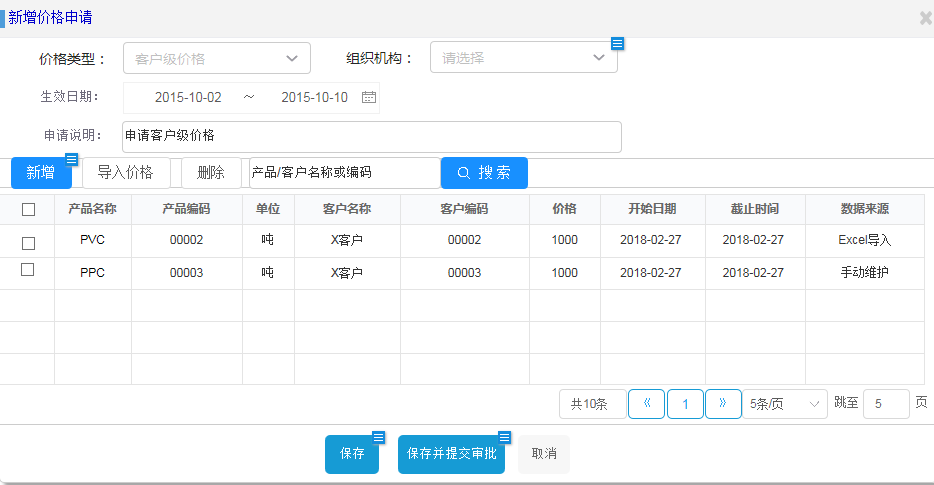 新增价格申请
价格类型： 客户级价格 组织机构： 请选择
生效日期： 2015-10-02 ～ 2015-10-10
申请说明： 申请客户级价格
新增 导入价格 删除 产品/客户名称或编码 搜索
产品名称 产品编码 单位 客户名称 客户编码 价格 开始日期 截止时间 数据来源
PVC 00002 吨 X客户 00002 1000 2018-02-27 2018-02-27 Excel导入
PPC 00003 吨 X客户 00003 1000 2018-02-27 2018-02-27 手动维护
共10条 《 1 》 5条/页 跳至 5 页
保存 保存并提交审批 取消